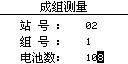 成组测量
站 号： 02
组 号： 1
电池数： 108